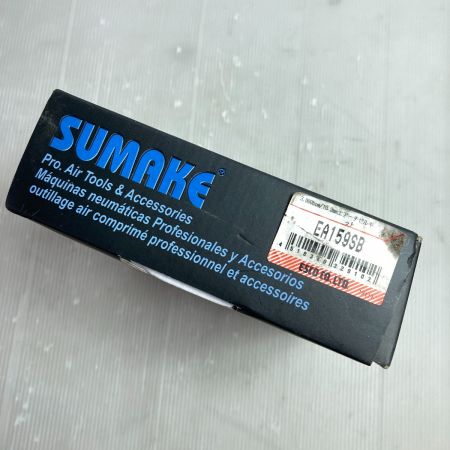 SUMAKE®
Pro. Air Tools & Accessories
Máquinas neumáticas Profesionales y Accesorios
outillage air comprimé professionnel et accessoires
EA159SB
ESCO CO.,LTD.